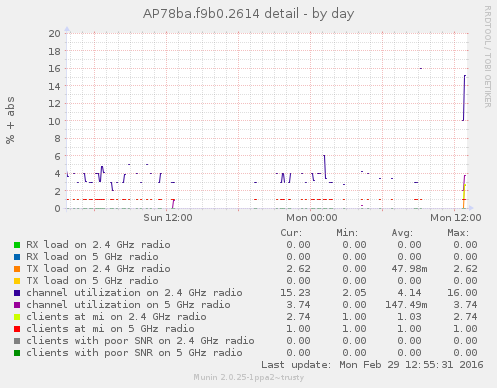 AP78ba.f9b0.2614 detail - by day
RRDTOOL / TOBI OETIKER
% + abs
20
18
16
14
12
10
8
6
4
2
0
Sun 12:00 Mon 00:00 Mon 12:00
Cur: Min: Avg: Max:
RX load on 2.4 GHz radio 0.00 0.00 0.00 0.00
RX load on 5 GHz radio 0.00 0.00 0.00 0.00
TX load on 2.4 GHz radio 2.62 0.00 47.98m 2.62
TX load on 5 GHz radio 0.00 0.00 0.00 0.00
channel utilization on 2.4 GHz radio 15.23 2.05 4.14 16.00
channel utilization on 5 GHz radio 3.74 0.00 147.49m 3.74
clients at mi on 2.4 GHz radio 2.74 1.00 1.03 2.74
clients at mi on 5 GHz radio 1.00 1.00 1.00 1.00
clients with poor SNR on 2.4 GHz radio 0.00 0.00 0.00 0.00
clients with poor SNR on 5 GHz radio 0.00 0.00 0.00 0.00
Last update: Mon Feb 29 12:55:31 2016
Munin 2.0.25-1ppa2~trusty